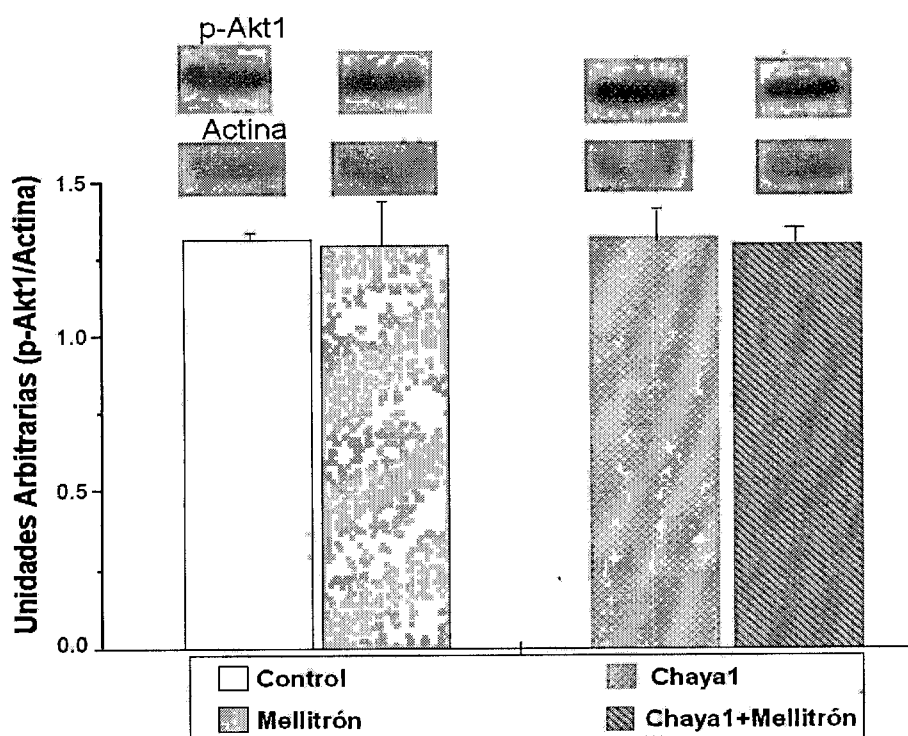 p-Akt1
Actina
Unidades Arbitrarias (p-Akt1/Actina)
1.5
1.0
0.5
0.0
Control
Mellitrón
Chaya1
Chaya1+Mellitrón